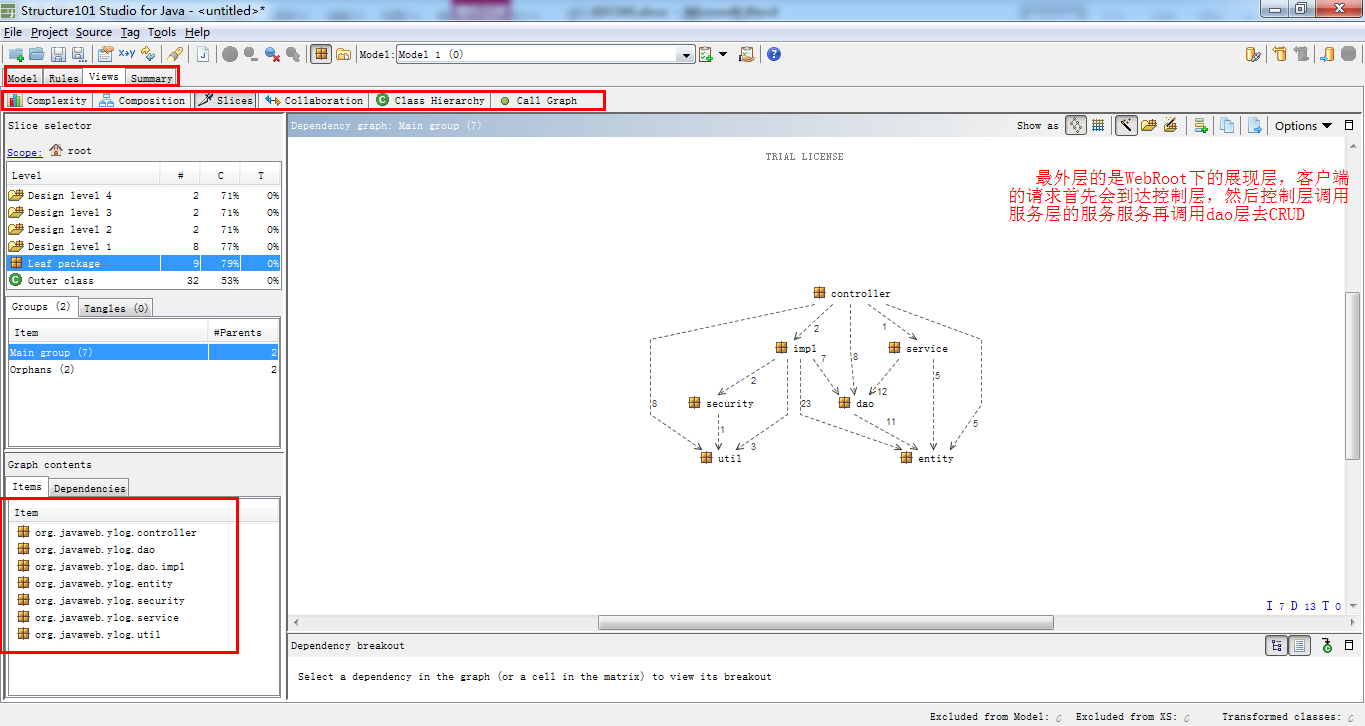 Structure101 Studio for Java - <untitled>*
File Project Source Tag Tools Help
Model: Model 1 (0)
Model Rules Views Summary
Complexity Composition Slices Collaboration Class Hierarchy Call Graph
Slice selector
Scope: root
Level # C T
Design level 4 2 71% 0%
Design level 3 2 71% 0%
Design level 2 2 71% 0%
Design level 1 8 77% 0%
Leaf package 9 79% 0%
Outer class 32 53% 0%
Groups (2) Tangles (0)
Item #Parents
Main group (7) 2
Orphans (2) 2
Graph contents
Items Dependencies
Item
org.javaweb.ylog.controller
org.javaweb.ylog.dao
org.javaweb.ylog.dao.impl
org.javaweb.ylog.entity
org.javaweb.ylog.security
org.javaweb.ylog.service
org.javaweb.ylog.util
Dependency graph: Main group (7)
Show as Options
TRIAL LICENSE
最外层的是WebRoot下的展现层，客户端
的请求首先会到达控制层，然后控制层调用
服务层的服务服务再调用dao层去CRUD
controller
2 1
impl service
7 8
2 5
12
security 8 23 dao
11 5
1 3
util entity
I 7 D 13 T 0
Dependency breakout
Select a dependency in the graph (or a cell in the matrix) to view its breakout
Excluded from Model: Excluded from XS: Transformed classes: